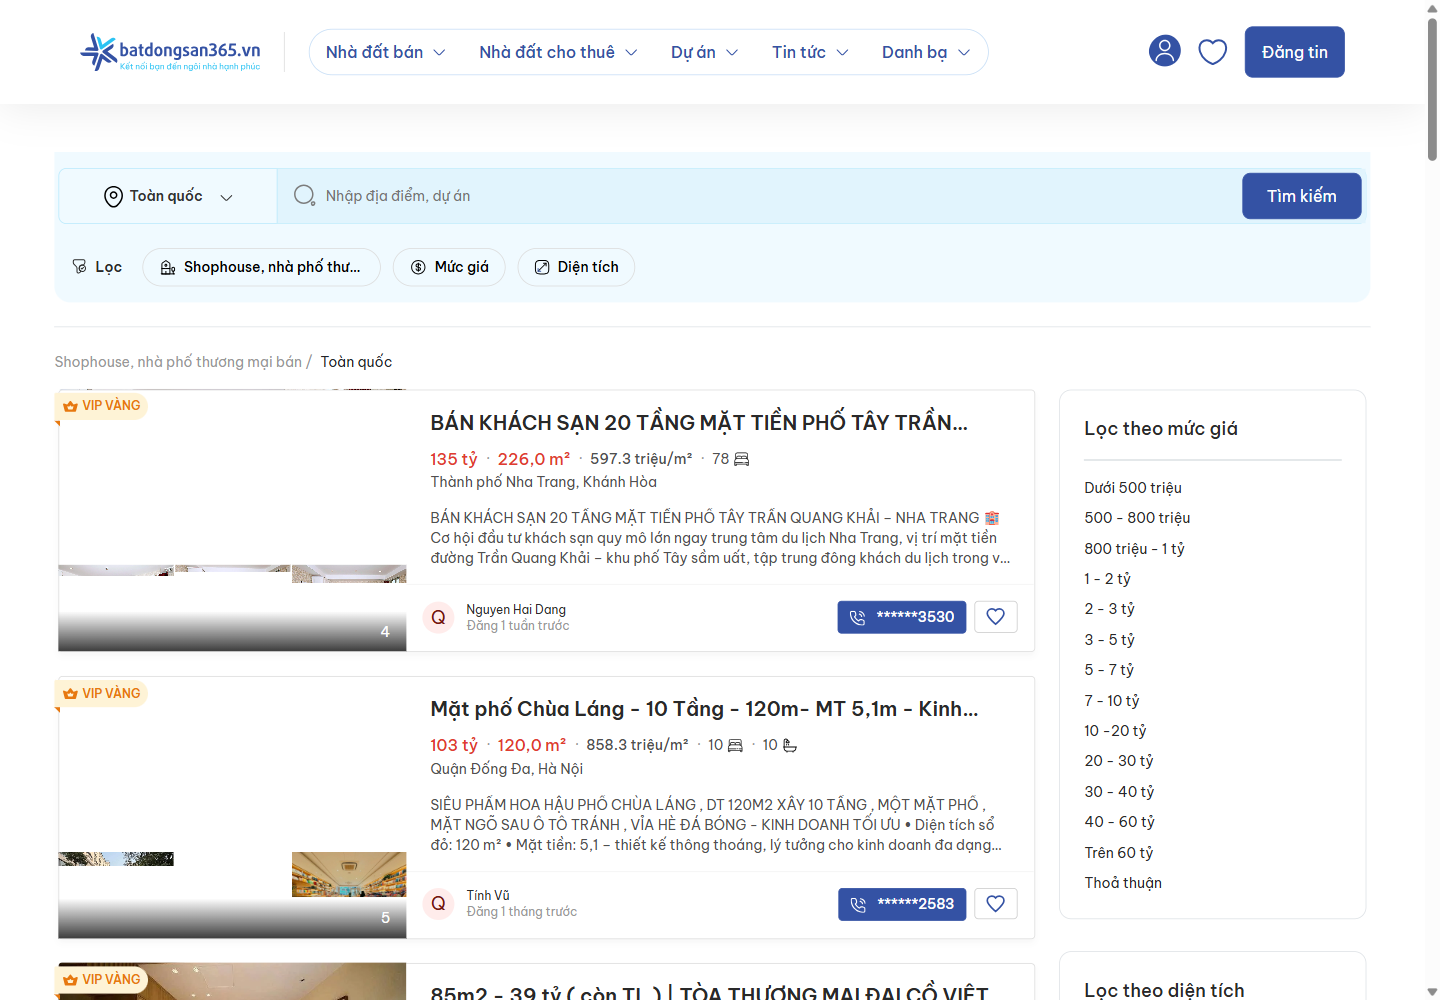 batdongsan365.vn
Kết nối bạn đến ngôi nhà hạnh phúc
Nhà đất bán
Nhà đất cho thuê
Dự án
Tin tức
Danh bạ
Đăng tin
Toàn quốc
Nhập địa điểm, dự án
Tìm kiếm
Lọc
Shophouse, nhà phố thư...
Mức giá
Diện tích
Shophouse, nhà phố thương mại bán / Toàn quốc
VIP VÀNG
4
BÁN KHÁCH SẠN 20 TẦNG MẶT TIỀN PHỐ TÂY TRẦN...
135 tỷ · 226,0 m² · 597.3 triệu/m² · 78
Thành phố Nha Trang, Khánh Hòa
BÁN KHÁCH SẠN 20 TẦNG MẶT TIỀN PHỐ TÂY TRẦN QUANG KHẢI – NHA TRANG 🏨
Cơ hội đầu tư khách sạn quy mô lớn ngay trung tâm du lịch Nha Trang, vị trí mặt tiền
đường Trần Quang Khải – khu phố Tây sầm uất, tập trung đông khách du lịch trong v...
Q
Nguyen Hai Dang
Đăng 1 tuần trước
******3530
VIP VÀNG
5
Mặt phố Chùa Láng - 10 Tầng - 120m- MT 5,1m - Kinh...
103 tỷ · 120,0 m² · 858.3 triệu/m² · 10 · 10
Quận Đống Đa, Hà Nội
SIÊU PHẨM HOA HẬU PHỐ CHÙA LÁNG , DT 120M2 XÂY 10 TẦNG , MỘT MẶT PHỐ ,
MẶT NGÕ SAU Ô TÔ TRÁNH , VỈA HÈ ĐÁ BÓNG - KINH DOANH TỐI ƯU • Diện tích sổ
đỏ: 120 m² • Mặt tiền: 5,1 – thiết kế thông thoáng, lý tưởng cho kinh doanh đa dạng...
Q
Tính Vũ
Đăng 1 tháng trước
******2583
VIP VÀNG
85m2 - 39 tỷ ( còn TL ) | TÒA THƯƠNG MẠI ĐẠI CỒ VIỆT
Lọc theo mức giá
Dưới 500 triệu
500 - 800 triệu
800 triệu - 1 tỷ
1 - 2 tỷ
2 - 3 tỷ
3 - 5 tỷ
5 - 7 tỷ
7 - 10 tỷ
10 -20 tỷ
20 - 30 tỷ
30 - 40 tỷ
40 - 60 tỷ
Trên 60 tỷ
Thoả thuận
Lọc theo diện tích